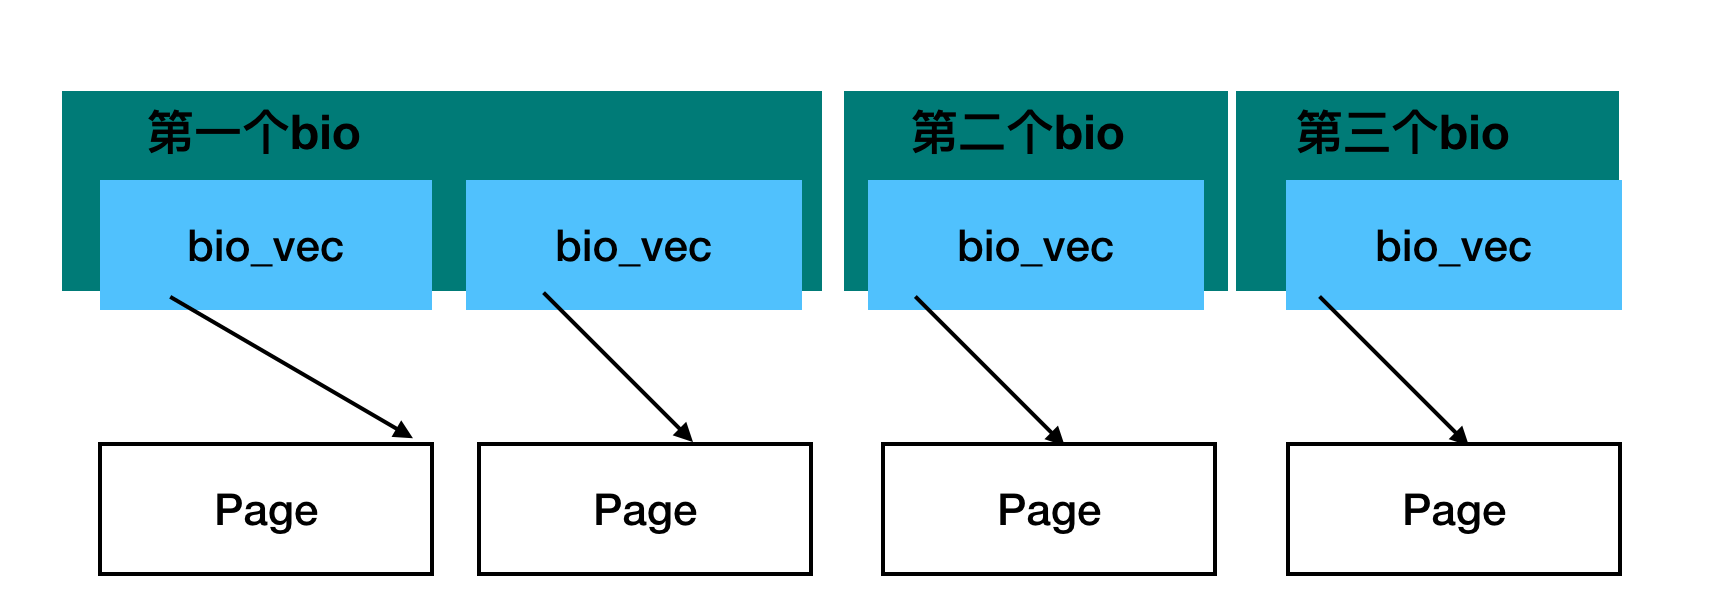 第一个bio
第二个bio
第三个bio
bio_vec
bio_vec
bio_vec
bio_vec
Page
Page
Page
Page